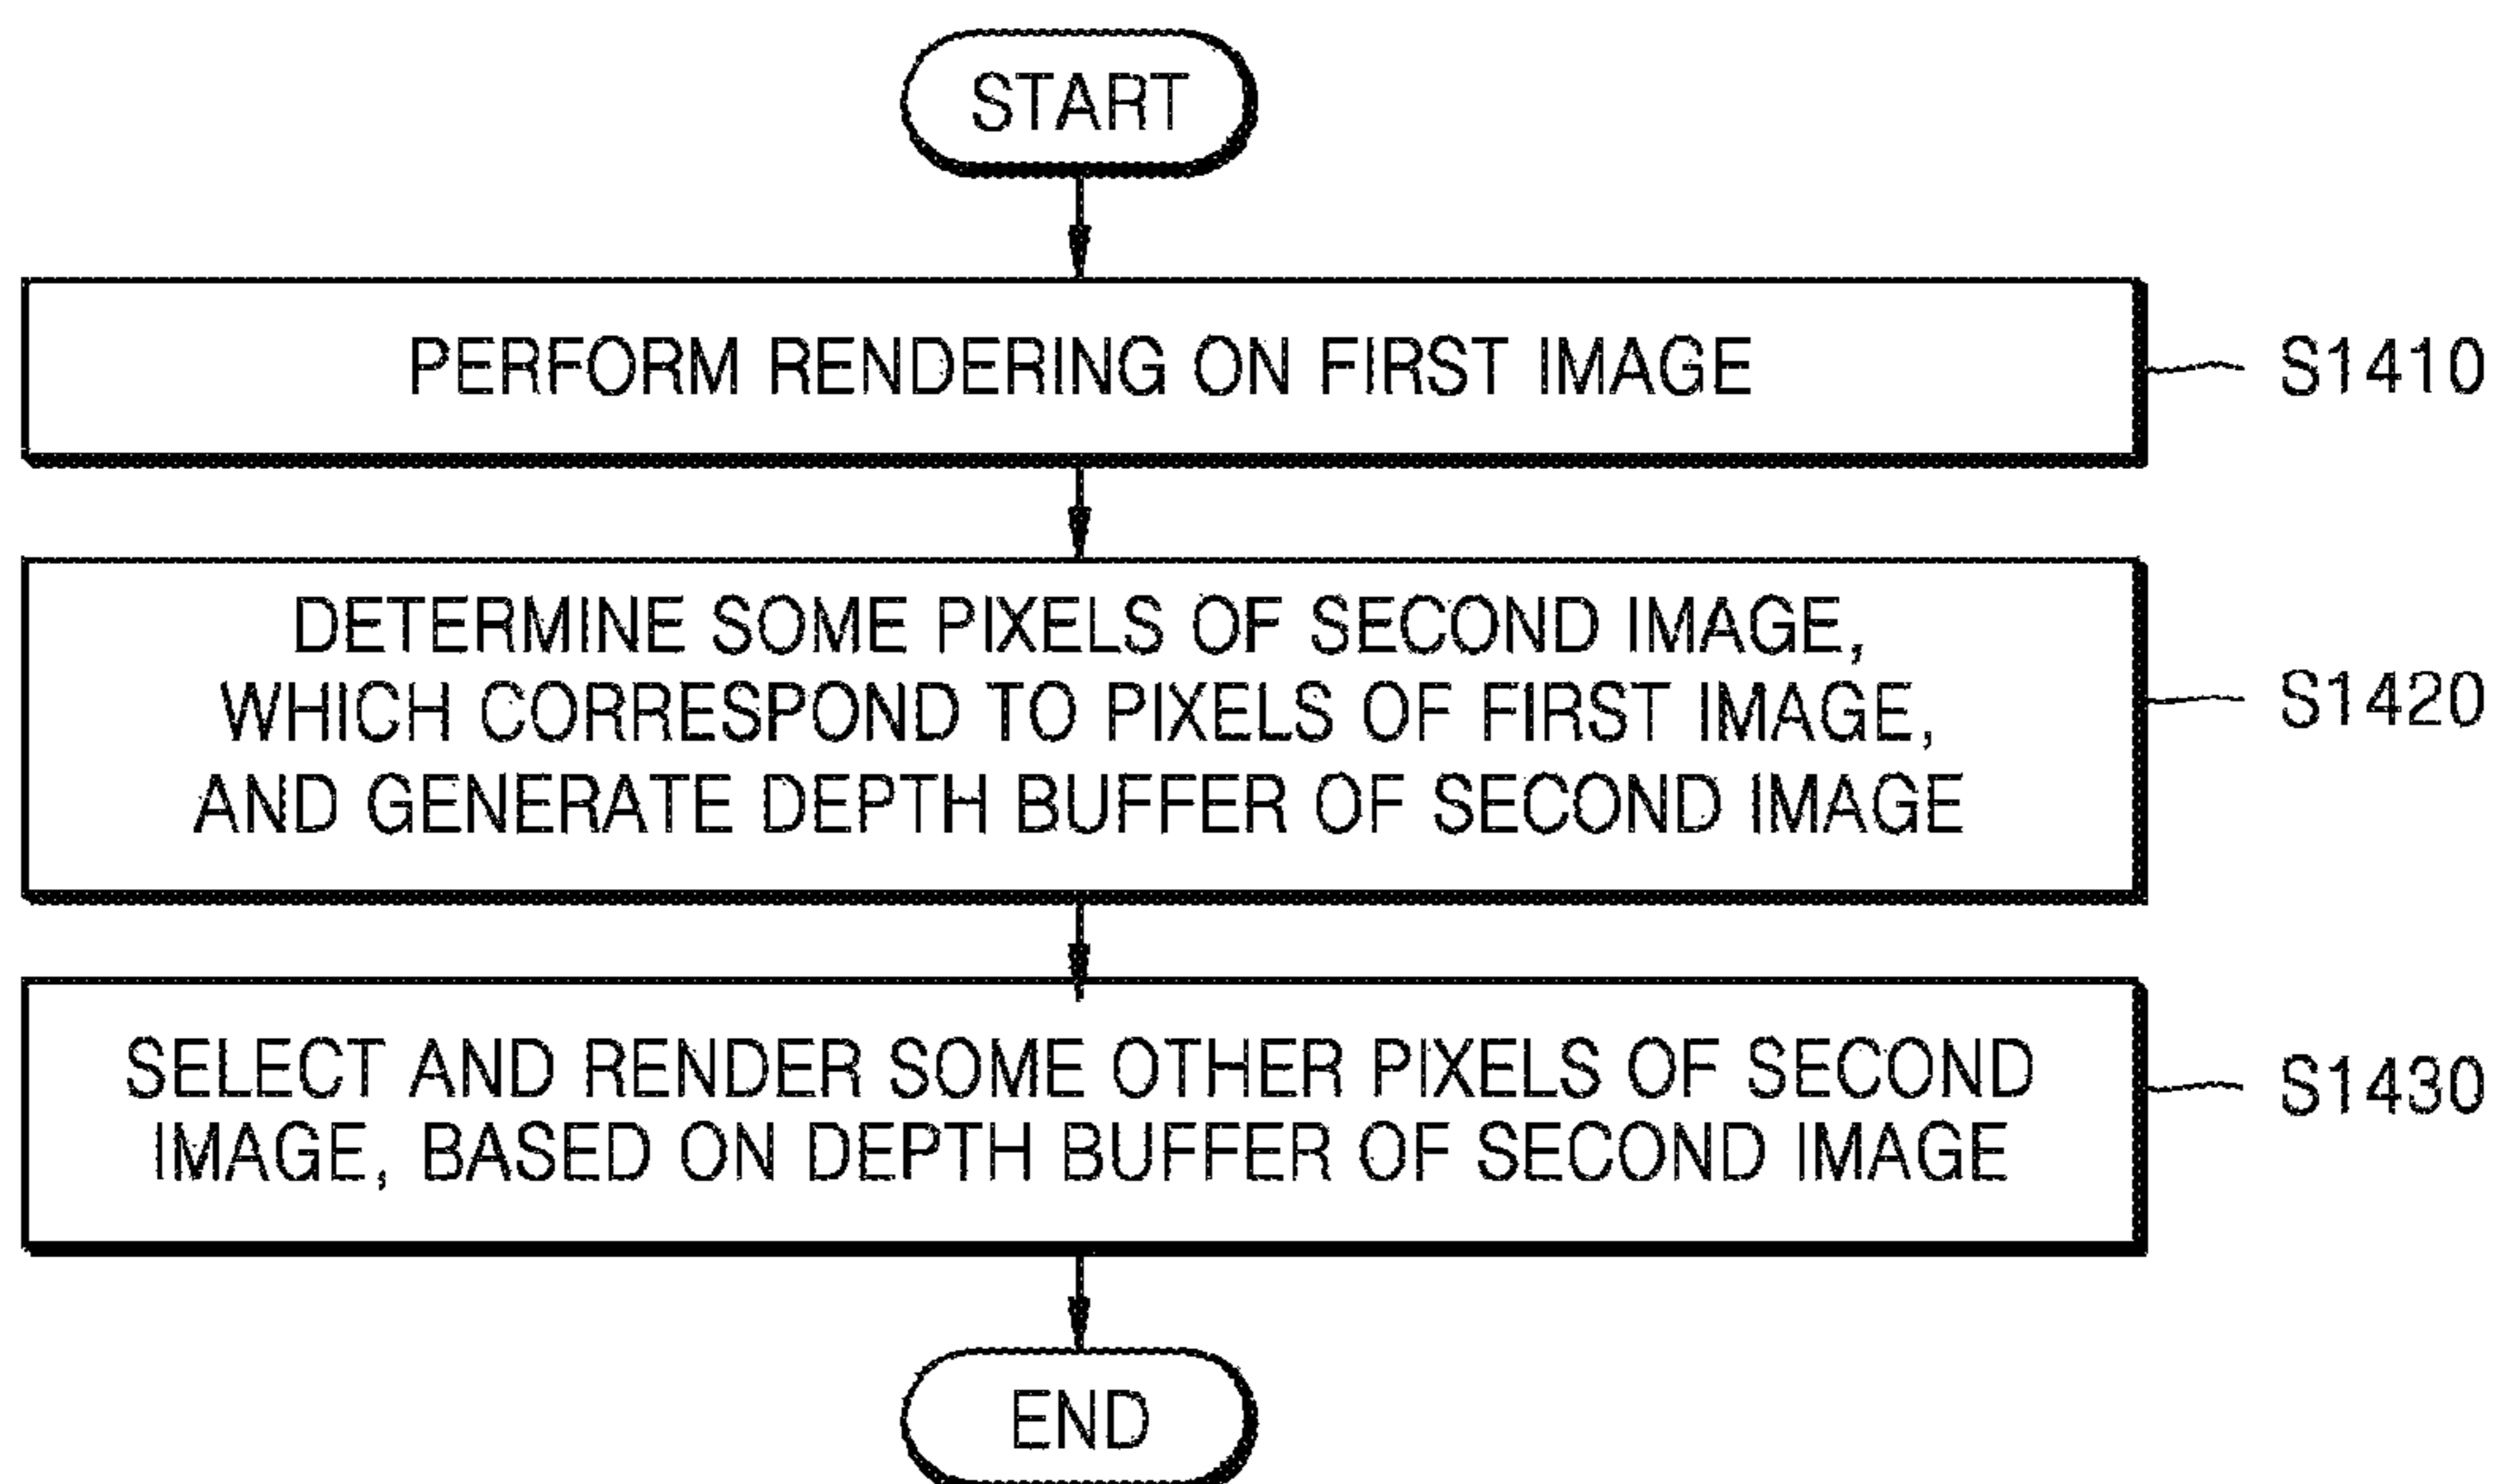 START
PERFORM RENDERING ON FIRST IMAGE
S1410
DETERMINE SOME PIXELS OF SECOND IMAGE,
WHICH CORRESPOND TO PIXELS OF FIRST IMAGE,
AND GENERATE DEPTH BUFFER OF SECOND IMAGE
S1420
SELECT AND RENDER SOME OTHER PIXELS OF SECOND
IMAGE, BASED ON DEPTH BUFFER OF SECOND IMAGE
S1430
END